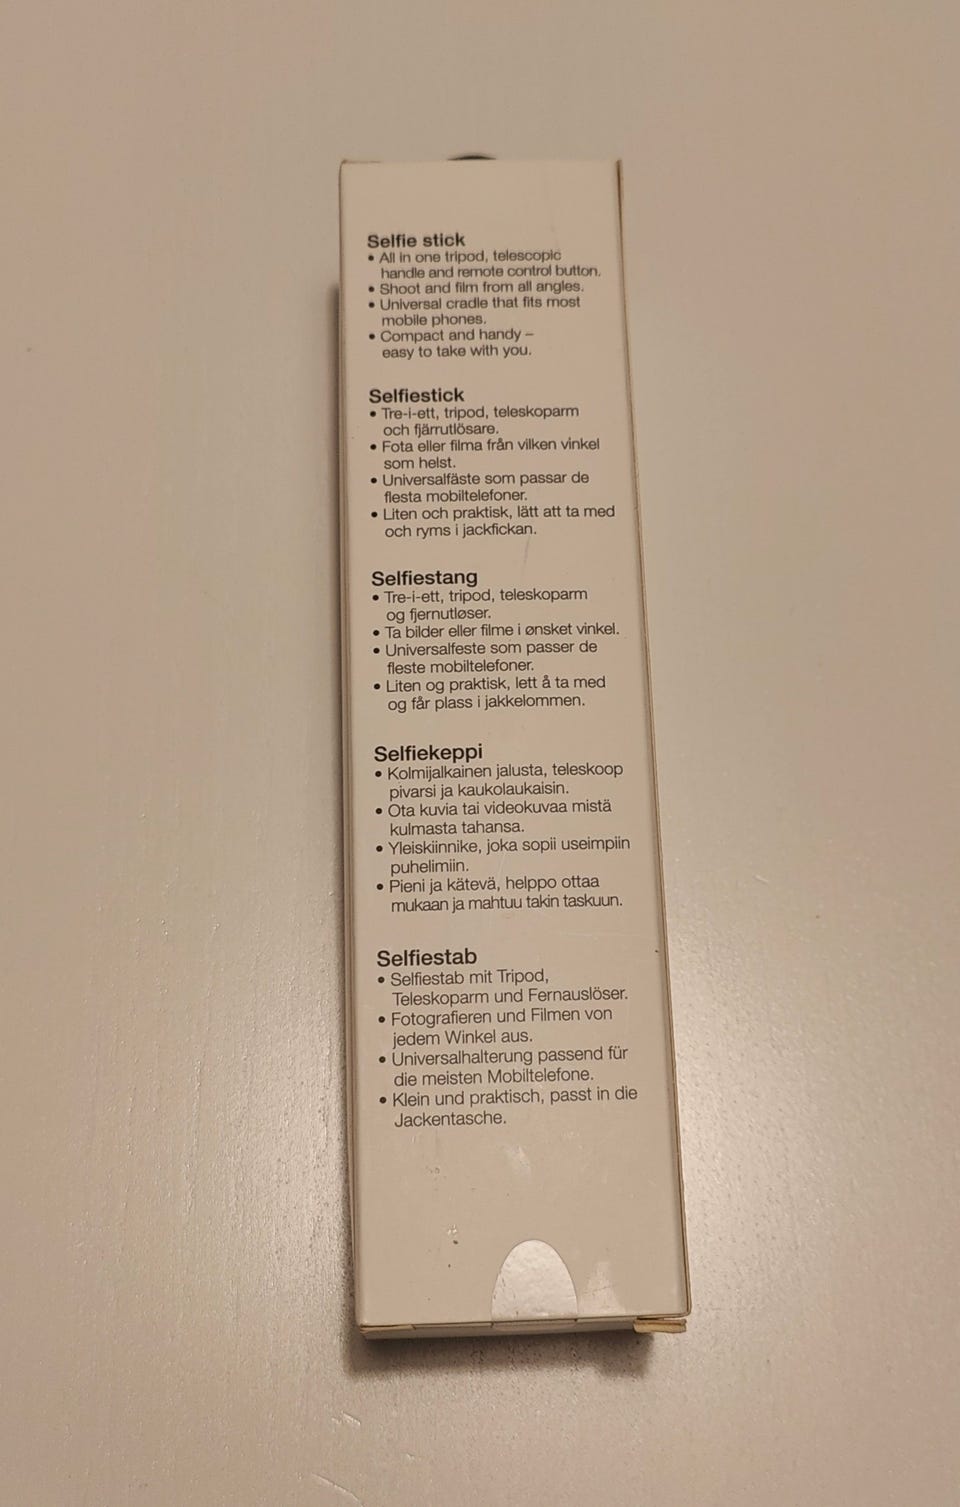 Selfie stick
• All in one tripod, telescopic
handle and remote control button.
• Shoot and film from all angles.
• Universal cradle that fits most
mobile phones.
• Compact and handy –
easy to take with you.
Selfiestick
• Tre-i-ett, tripod, teleskoparm
och fjärrutlösare.
• Fota eller filma från vilken vinkel
som helst.
• Universalfäste som passar de
flesta mobiltelefoner.
• Liten och praktisk, lätt att ta med
och ryms i jackfickan.
Selfiestang
• Tre-i-ett, tripod, teleskoparm
og fjernutløser.
• Ta bilder eller filme i ønsket vinkel.
• Universalfeste som passer de
fleste mobiltelefoner.
• Liten og praktisk, lett å ta med
og får plass i jakkelommen.
Selfiekeppi
• Kolmijalkainen jalusta, teleskoop
pivarsi ja kaukolaukaisin.
• Ota kuvia tai videokuvaa mistä
kulmasta tahansa.
• Yleiskiinnike, joka sopii useimpiin
puhelimiin.
• Pieni ja kätevä, helppo ottaa
mukaan ja mahtuu takin taskuun.
Selfiestab
• Selfiestab mit Tripod,
Teleskoparm und Fernauslöser.
• Fotografieren und Filmen von
jedem Winkel aus.
• Universalhalterung passend für
die meisten Mobiltelefone.
• Klein und praktisch, passt in die
Jackentasche.